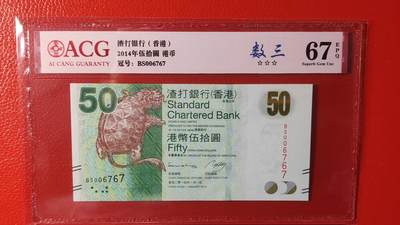 ACG
AI CANG GUARANTY
渣打銀行(香港)
2014年伍拾圓 港币
冠号:BS006767
数三
☆☆☆
67 EPQ
Superb Gem Unc
50
渣打銀行(香港)
Standard
Chartered Bank
港幣伍拾圓
Fifty
50
BS006767
BS006767